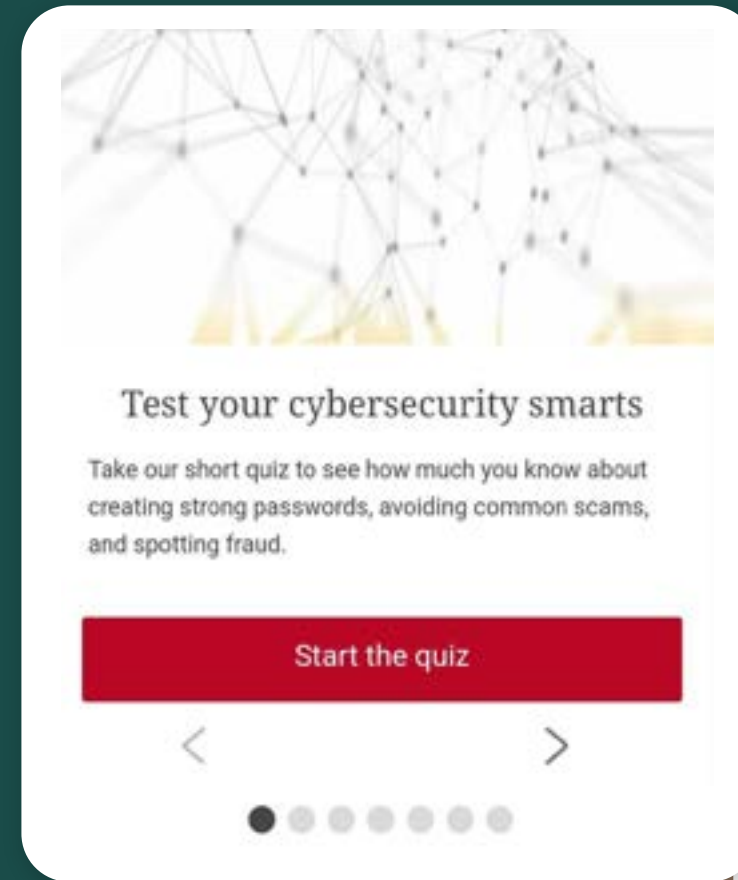 Test your cybersecurity smarts
Take our short quiz to see how much you know about
creating strong passwords, avoiding common scams,
and spotting fraud.
Start the quiz